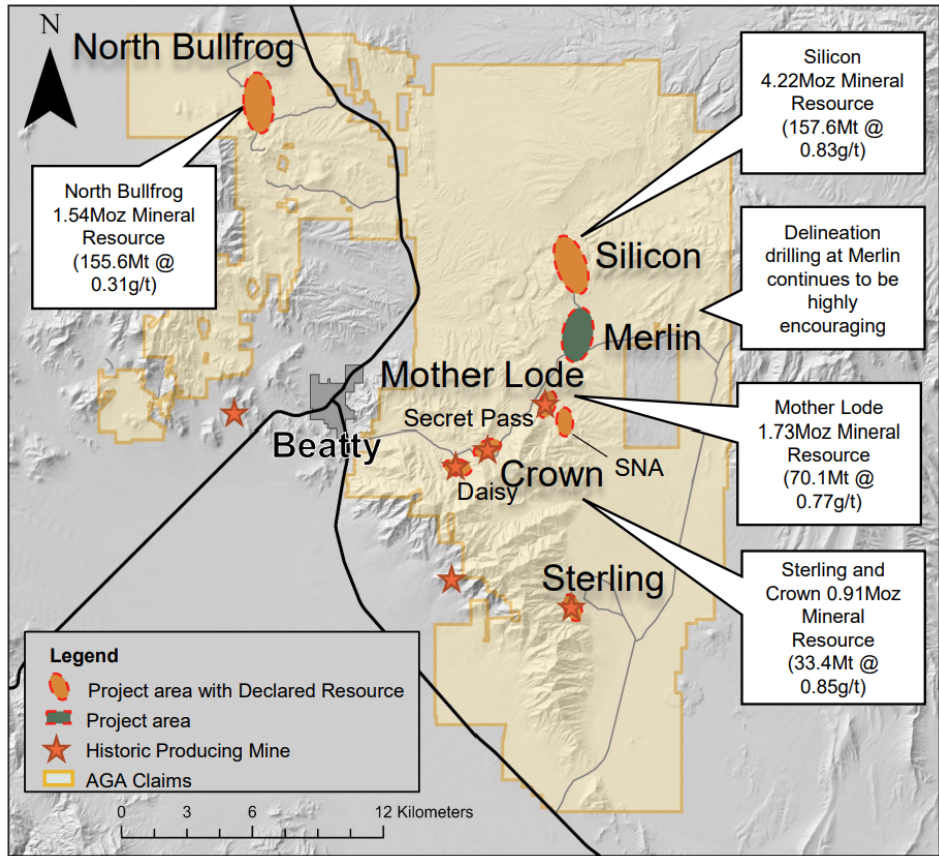 N
North Bullfrog
Silicon
4.22Moz Mineral
Resource
(157.6Mt @
0.83g/t)
North Bullfrog
1.54Moz Mineral
Resource
(155.6Mt @
0.31g/t)
Silicon
Delineation
drilling at Merlin
continues to be
highly
encouraging
Merlin
Mother Lode
Secret Pass
Mother Lode
1.73Moz Mineral
Resource
(70.1Mt @
0.77g/t)
Beatty
SNA
Crown
Daisy
Sterling
Sterling and
Crown 0.91Moz
Mineral
Resource
(33.4Mt @
0.85g/t)
Legend
Project area with Declared Resource
Project area
Historic Producing Mine
AGA Claims
0 3 6 12 Kilometers